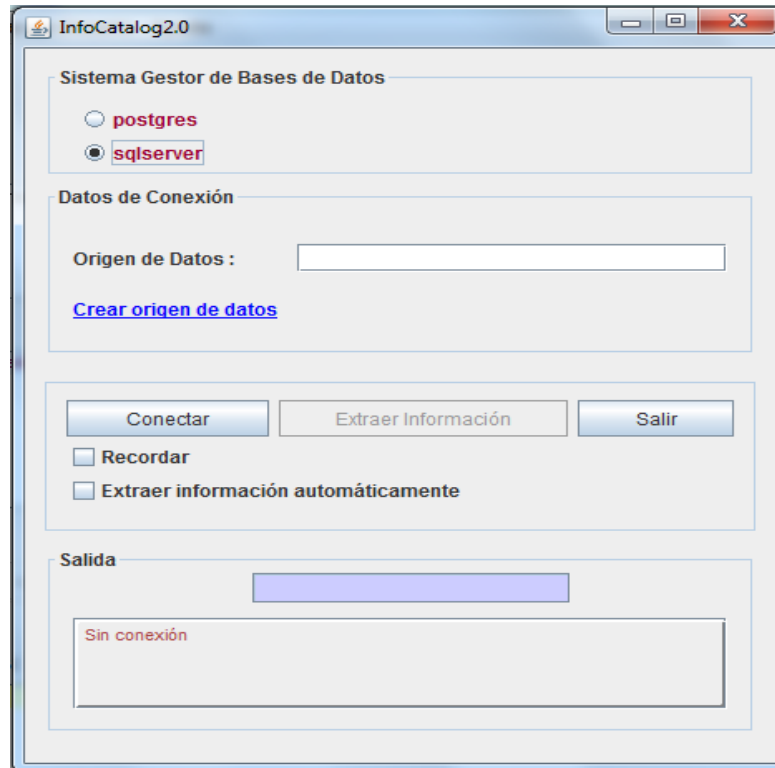 InfoCatalog2.0
Sistema Gestor de Bases de Datos
postgres
sqlserver
Datos de Conexión
Origen de Datos :
Crear origen de datos
Conectar Extraer Información Salir
Recordar
Extraer información automáticamente
Salida
Sin conexión